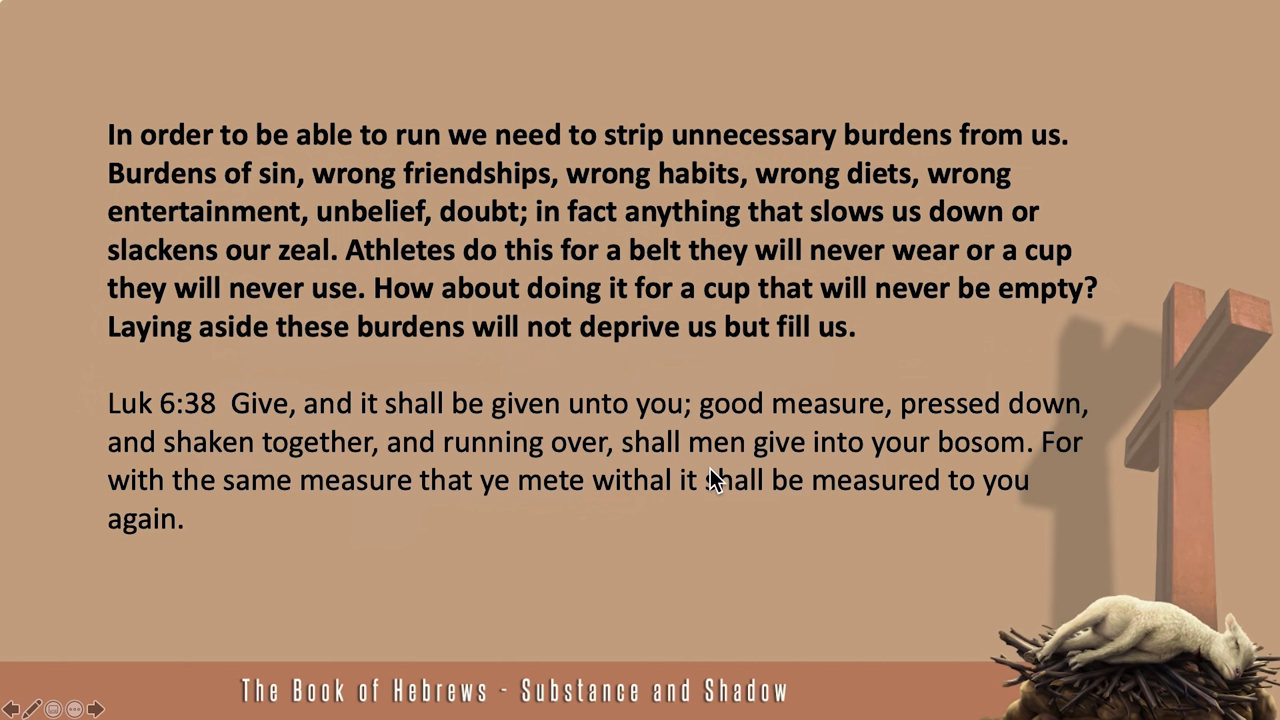 In order to be able to run we need to strip unnecessary burdens from us.
Burdens of sin, wrong friendships, wrong habits, wrong diets, wrong
entertainment, unbelief, doubt; in fact anything that slows us down or
slackens our zeal. Athletes do this for a belt they will never wear or a cup
they will never use. How about doing it for a cup that will never be empty?
Laying aside these burdens will not deprive us but fill us.
Luk 6:38  Give, and it shall be given unto you; good measure, pressed down,
and shaken together, and running over, shall men give into your bosom. For
with the same measure that ye mete withal it shall be measured to you
again.
The Book of Hebrews - Substance and Shadow